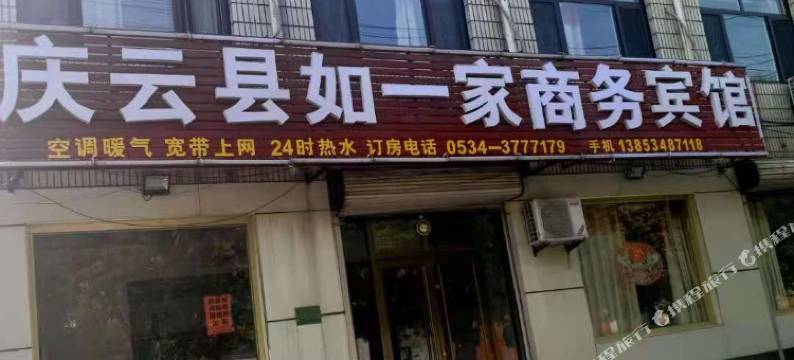 庆云县如一家商务宾馆
空调暖气 宽带上网 24时热水 订房电话 0534-3777179 手机 13853487118
携程旅行 携程旅行